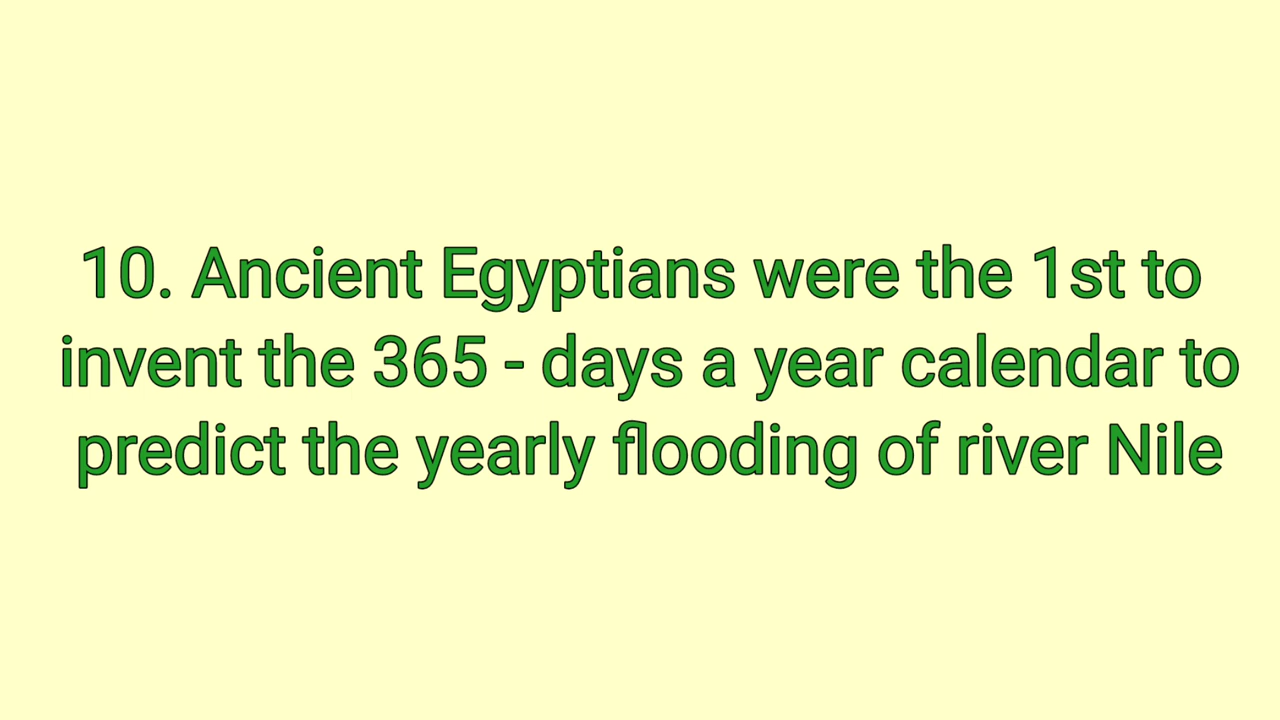 10. Ancient Egyptians were the 1st to
invent the 365 - days a year calendar to
predict the yearly flooding of river Nile